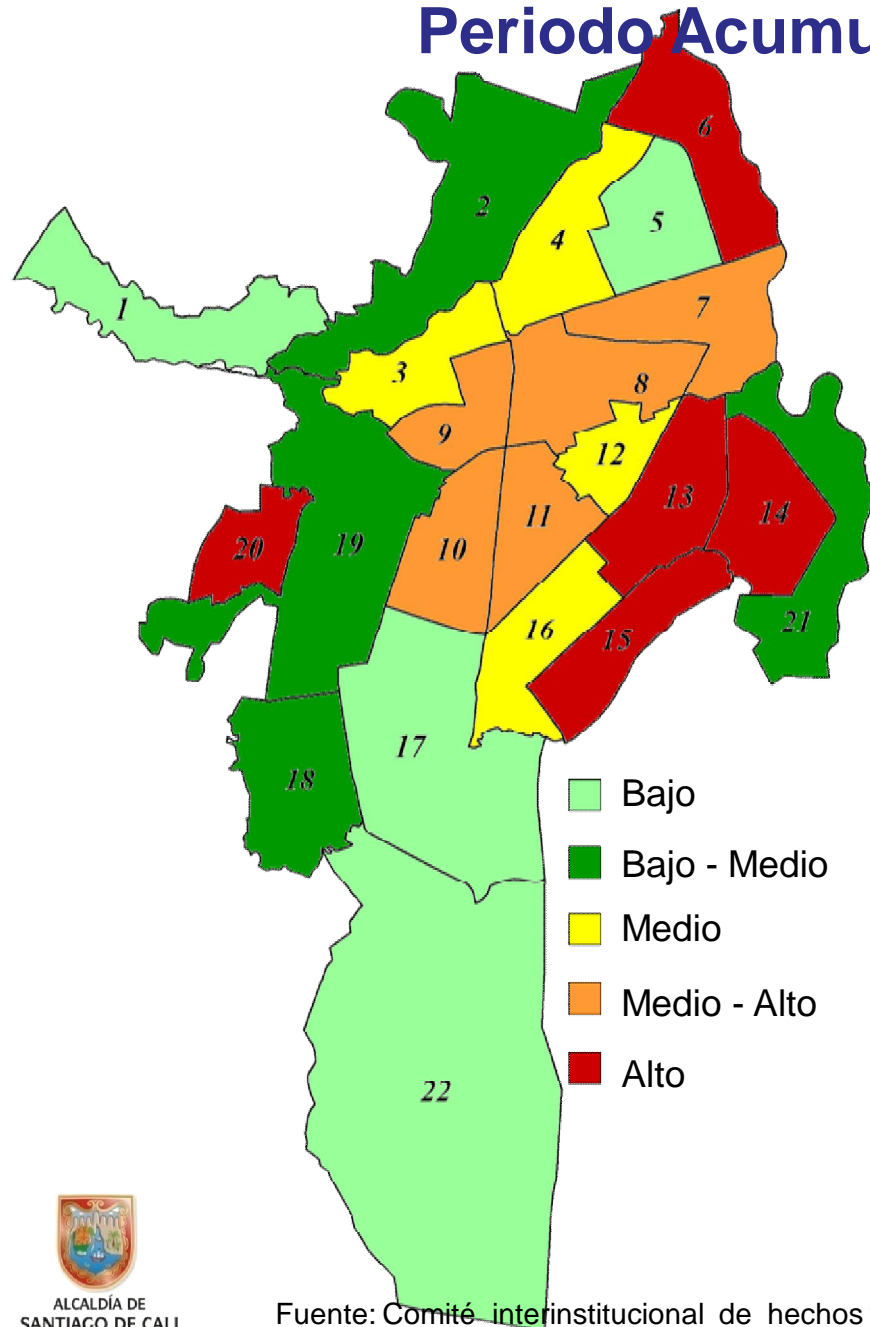 Periodo Acumu
6
2
4
5
1
7
3
8
9
12
11
13
14
10
20
19
16
15
21
17
18
22
Bajo
Bajo - Medio
Medio
Medio - Alto
Alto
ALCALDÍA DE
SANTIAGO DE CALI
Fuente: Comité interinstitucional de hechos